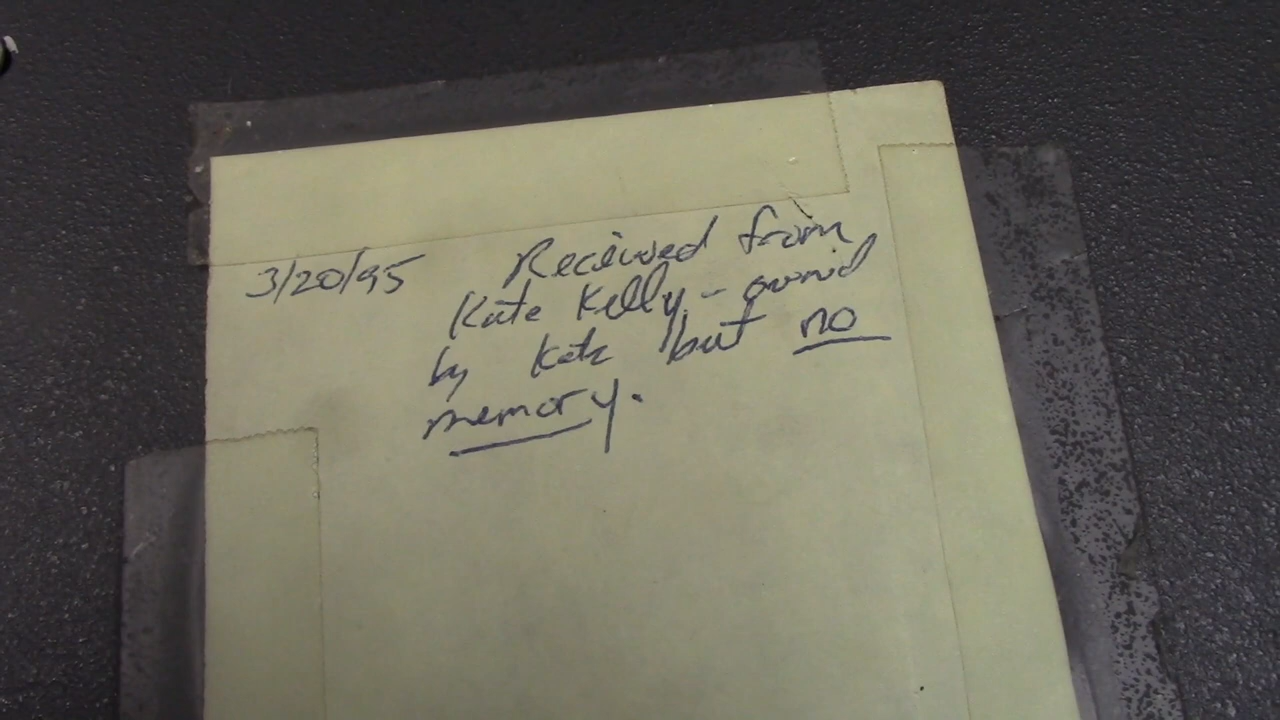 3/20/95 Received from
Kate Kelly - owned
by Kate but no
memory.